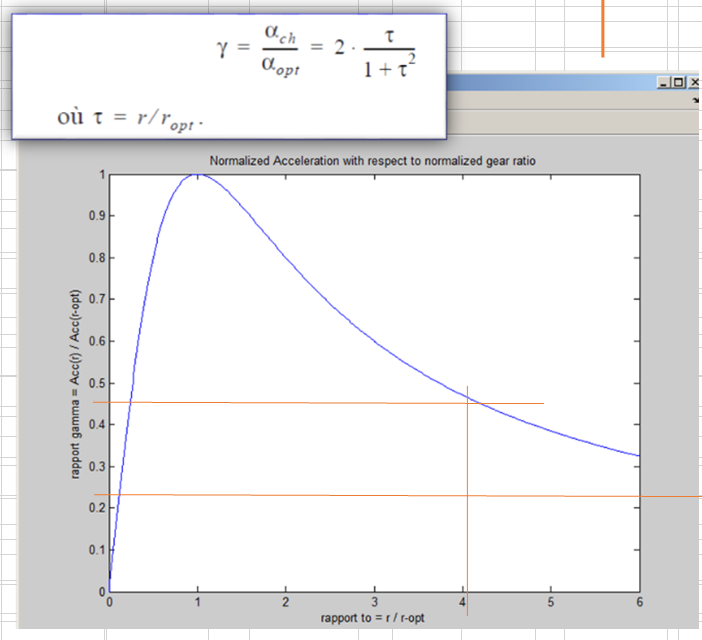 γ = α_ch / α_opt = 2 · τ / (1 + τ²)
où τ = r/r_opt.
Normalized Acceleration with respect to normalized gear ratio
rapport gamma = Acc(r) / Acc(r-opt)
1
0.9
0.8
0.7
0.6
0.5
0.4
0.3
0.2
0.1
0
0 1 2 3 4 5 6
rapport to = r / r-opt